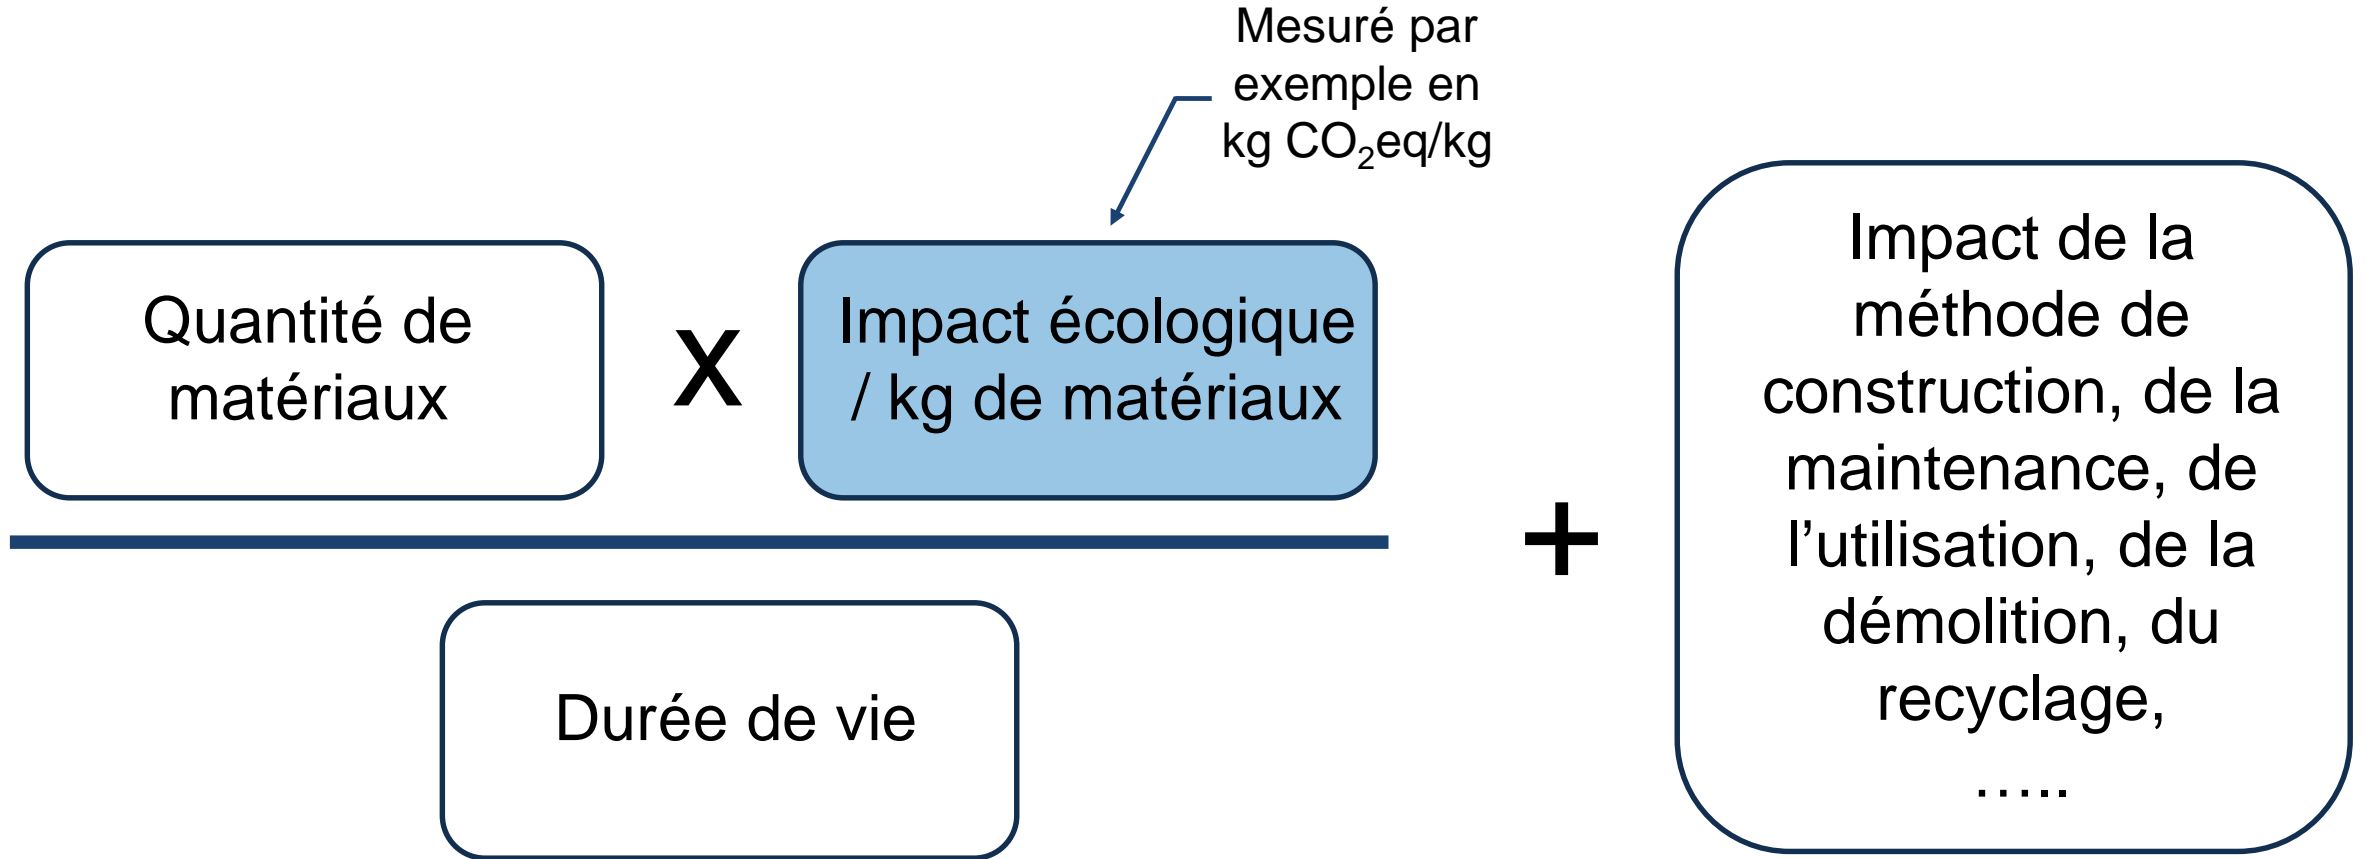 Mesuré par
exemple en
kg CO₂eq/kg
Quantité de
matériaux
x
Impact écologique
/ kg de matériaux
Durée de vie
+
Impact de la
méthode de
construction, de la
maintenance, de
l’utilisation, de la
démolition, du
recyclage,
…..